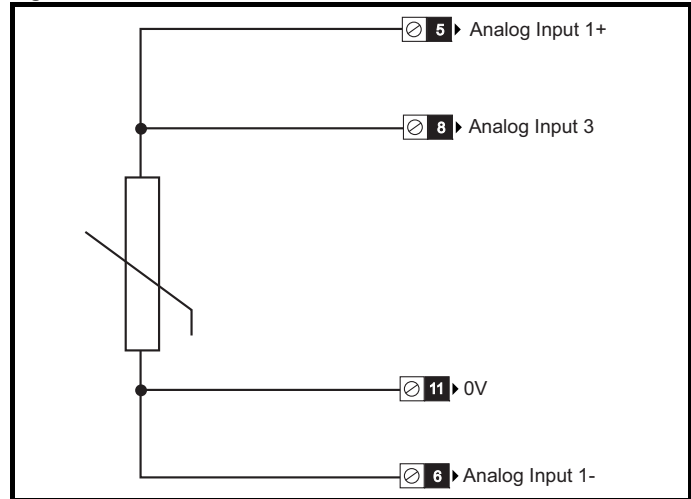 5 Analog Input 1+
8 Analog Input 3
11 0V
6 Analog Input 1-